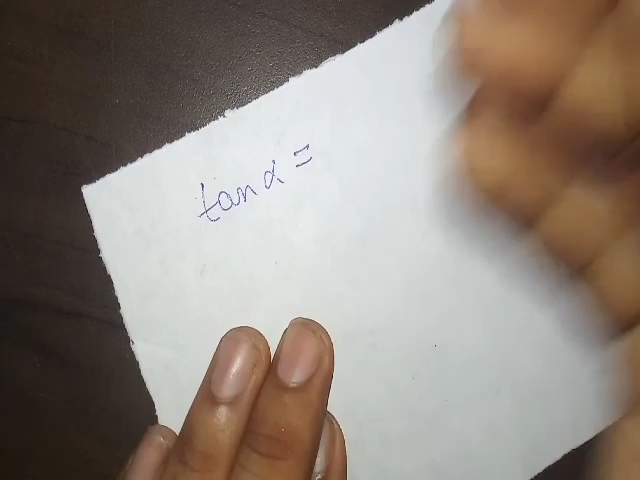 tan α =